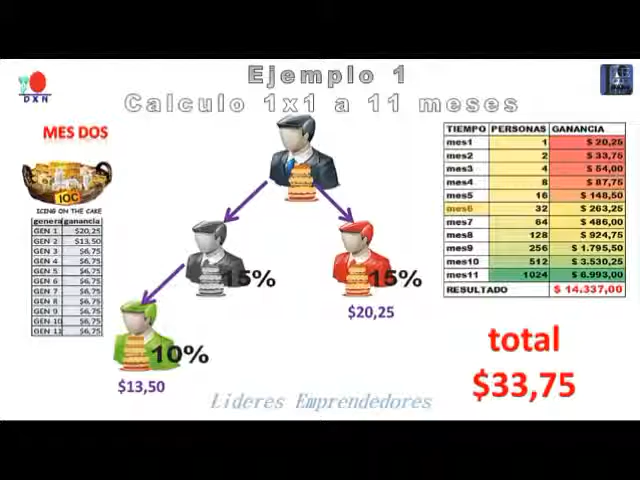 Ejemplo 1
Calculo 1x1 a 11 meses
DXN
MES DOS
IOC
ICING ON THE CAKE
genera ganancia
GEN 1 $20,25
GEN 2 $13,50
GEN 3 $6,75
GEN 4 $6,75
GEN 5 $6,75
GEN 6 $6,75
GEN 7 $6,75
GEN 8 $6,75
GEN 9 $6,75
GEN 10 $6,75
GEN 11 $6,75
15%
15%
$20,25
10%
$13,50
TIEMPO PERSONAS GANANCIA
mes1 1 $ 20,25
mes2 2 $ 33,75
mes3 4 $ 54,00
mes4 8 $ 87,75
mes5 16 $ 148,50
mes6 32 $ 263,25
mes7 64 $ 486,00
mes8 128 $ 924,75
mes9 256 $ 1.795,50
mes10 512 $ 3.530,25
mes11 1024 $ 6.993,00
RESULTADO $ 14.337,00
total
$33,75
Lideres Emprendedores